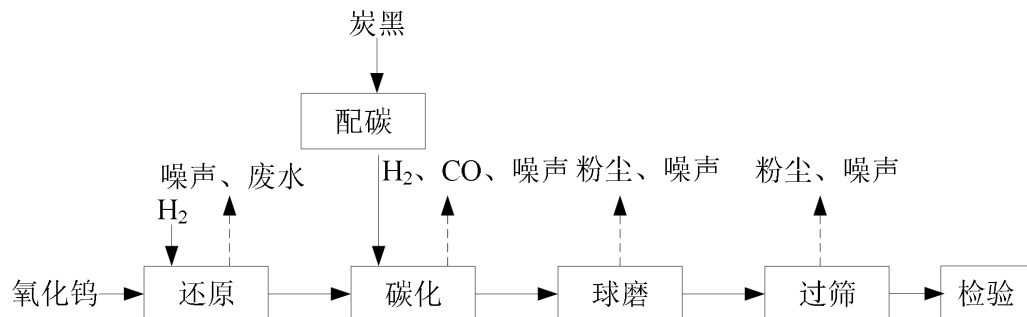 炭黑
配碳
噪声、废水
H₂、CO、噪声
粉尘、噪声
粉尘、噪声
H₂
氧化钨
还原
碳化
球磨
过筛
检验